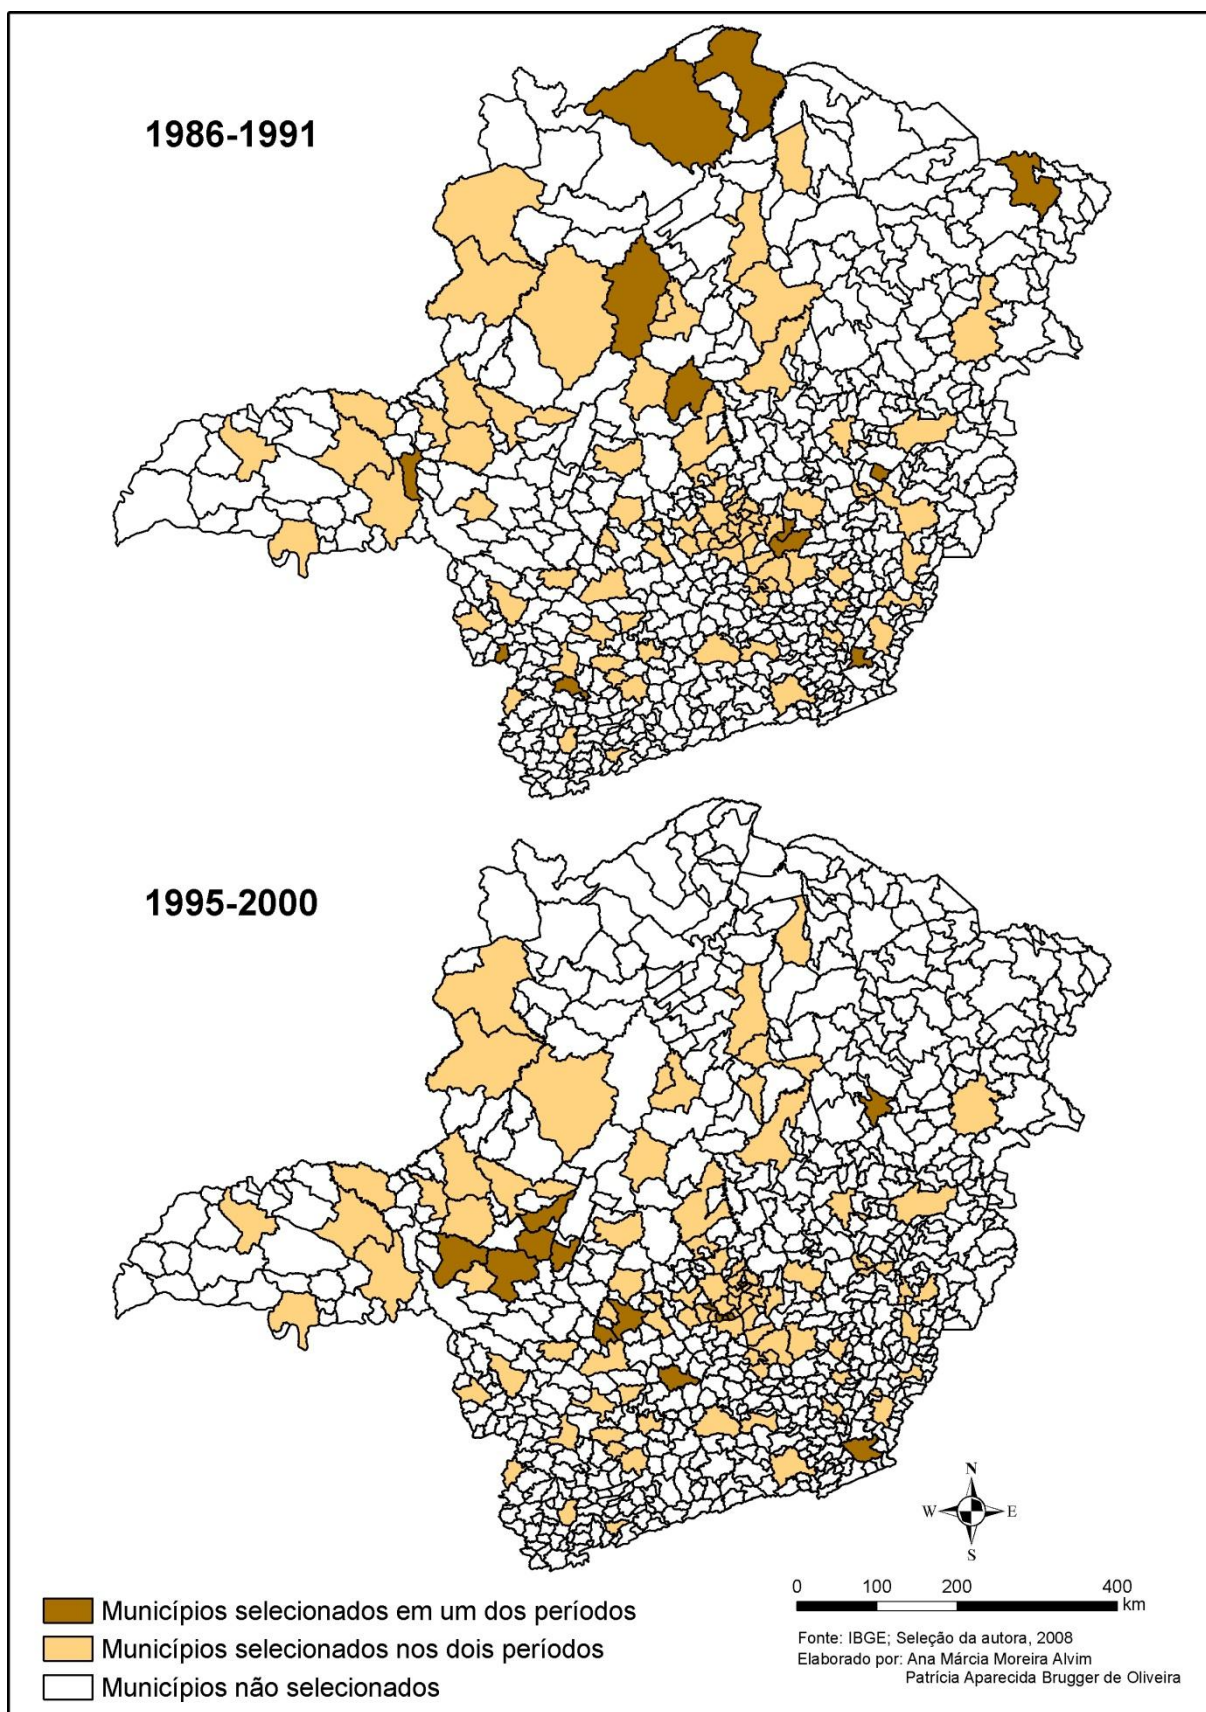 1986-1991
1995-2000
N
W E
S
0 100 200 400
km
Municípios selecionados em um dos períodos
Municípios selecionados nos dois períodos
Municípios não selecionados
Fonte: IBGE; Seleção da autora, 2008
Elaborado por: Ana Márcia Moreira Alvim
Patrícia Aparecida Brugger de Oliveira